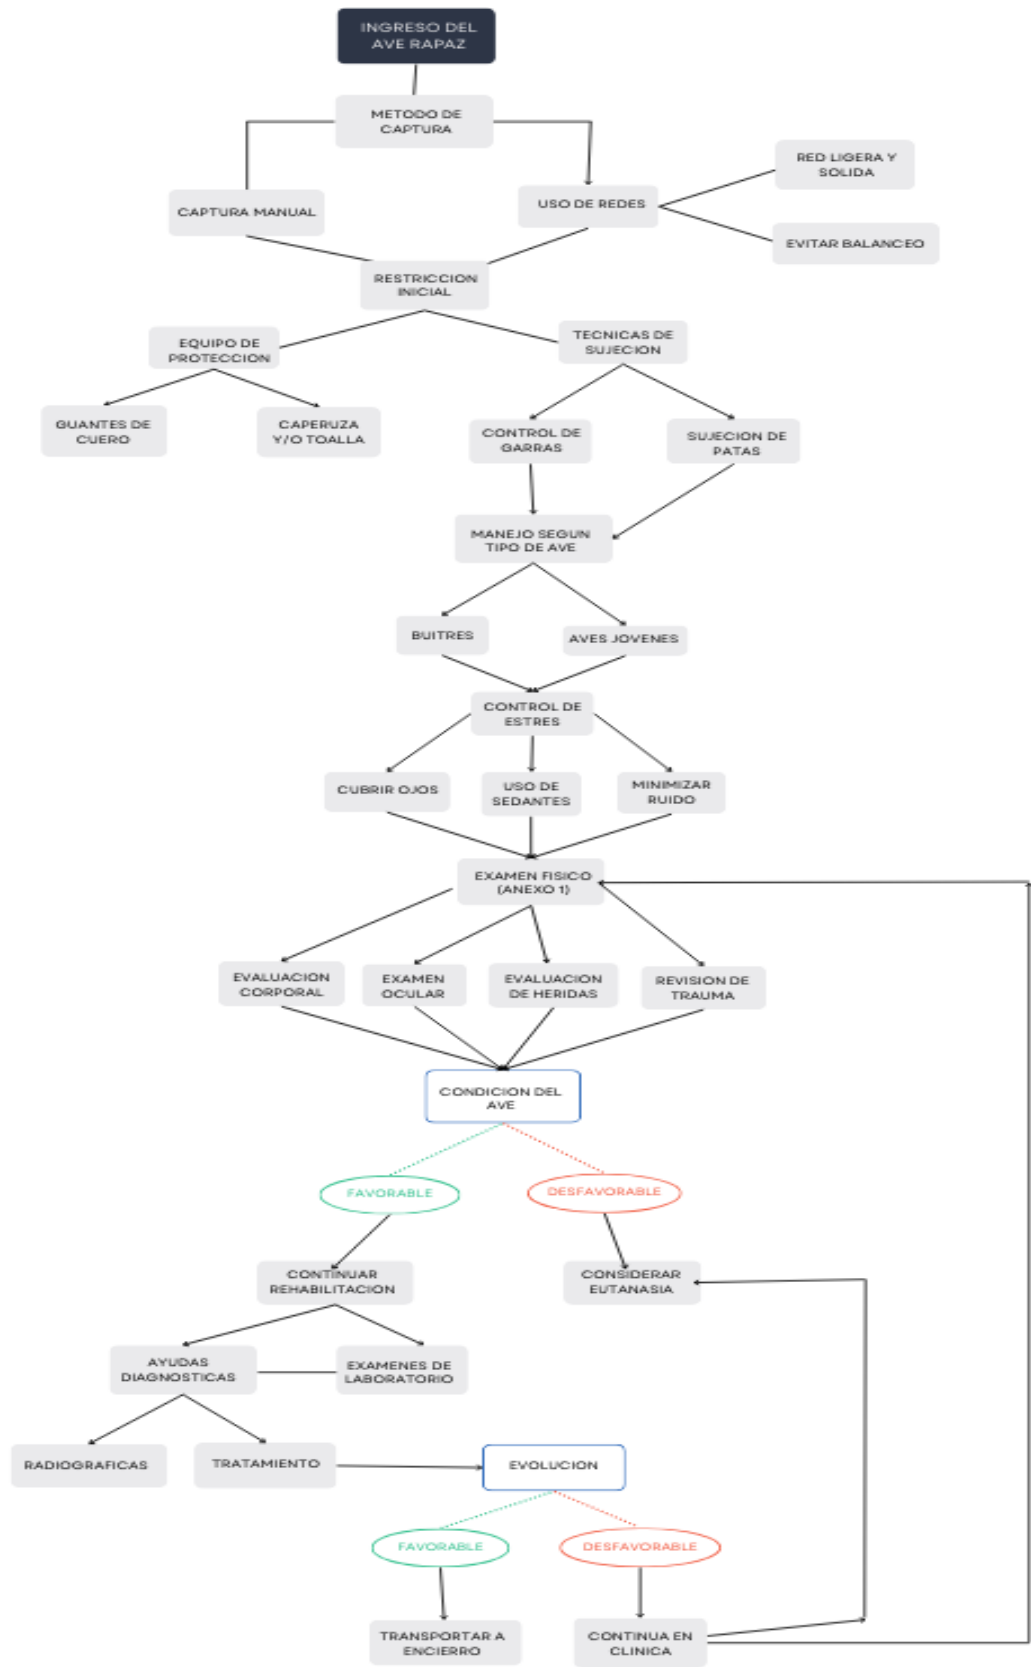 INGRESO DEL
AVE RAPAZ
METODO DE
CAPTURA
CAPTURA MANUAL
USO DE REDES
RED LIGERA Y
SOLIDA
EVITAR BALANCEO
RESTRICCION
INICIAL
EQUIPO DE
PROTECCION
TECNICAS DE
SUJECION
GUANTES DE
CUERO
CAPERUZA
Y/O TOALLA
CONTROL DE
GARRAS
SUJECION DE
PATAS
MANEJO SEGUN
TIPO DE AVE
BUITRES
AVES JOVENES
CONTROL DE
ESTRES
CUBRIR OJOS
USO DE
SEDANTES
MINIMIZAR
RUIDO
EXAMEN FISICO
(ANEXO 1)
EVALUACION
CORPORAL
EXAMEN
OCULAR
EVALUACION
DE HERIDAS
REVISION DE
TRAUMA
CONDICION DEL
AVE
FAVORABLE
DESFAVORABLE
CONTINUAR
REHABILITACION
CONSIDERAR
EUTANASIA
AYUDAS
DIAGNOSTICAS
EXAMENES DE
LABORATORIO
RADIOGRAFICAS
TRATAMIENTO
EVOLUCION
FAVORABLE
DESFAVORABLE
TRANSPORTAR A
ENCIERRO
CONTINUA EN
CLINICA